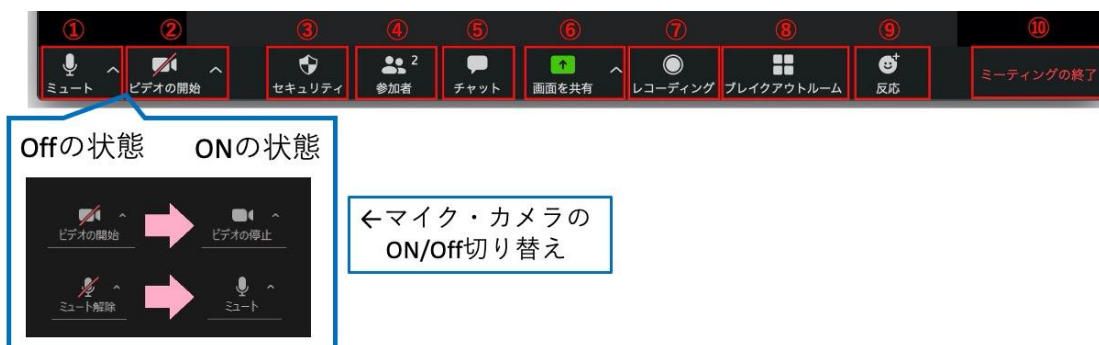 ① ② ③ ④ ⑤ ⑥ ⑦ ⑧ ⑨ ⑩
2
ミュート ビデオの開始 セキュリティ 参加者 チャット 画面を共有 レコーディング ブレイクアウトルーム 反応 ミーティングの終了
Offの状態 ONの状態
ビデオの開始 ビデオの停止
ミュート解除 ミュート
←マイク・カメラの
ON/Off切り替え